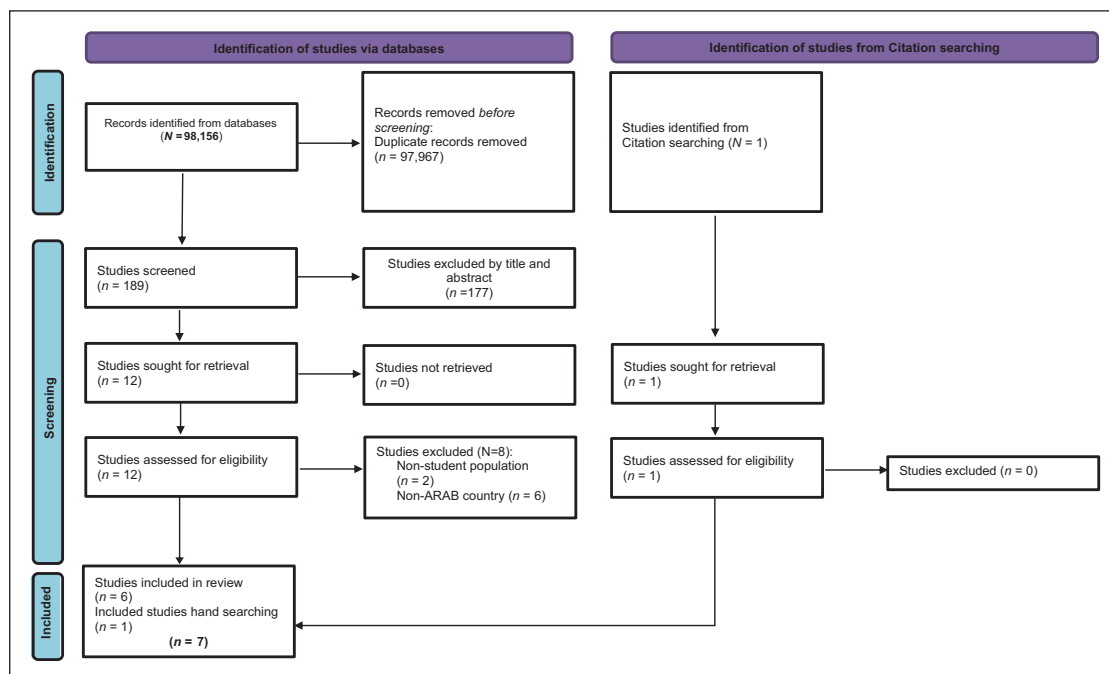 Identification of studies via databases
Identification of studies from Citation searching
Identification
Records identified from databases
(N = 98,156)
Records removed before
screening:
Duplicate records removed
(n = 97,967)
Studies identified from
Citation searching (N = 1)
Screening
Studies screened
(n = 189)
Studies excluded by title and
abstract
(n =177)
Studies sought for retrieval
(n = 12)
Studies not retrieved
(n =0)
Studies sought for retrieval
(n = 1)
Studies assessed for eligibility
(n = 12)
Studies excluded (N=8):
Non-student population
(n = 2)
Non-ARAB country (n = 6)
Studies assessed for eligibility
(n = 1)
Studies excluded (n = 0)
Included
Studies included in review
(n = 6)
Included studies hand searching
(n = 1)
(n = 7)